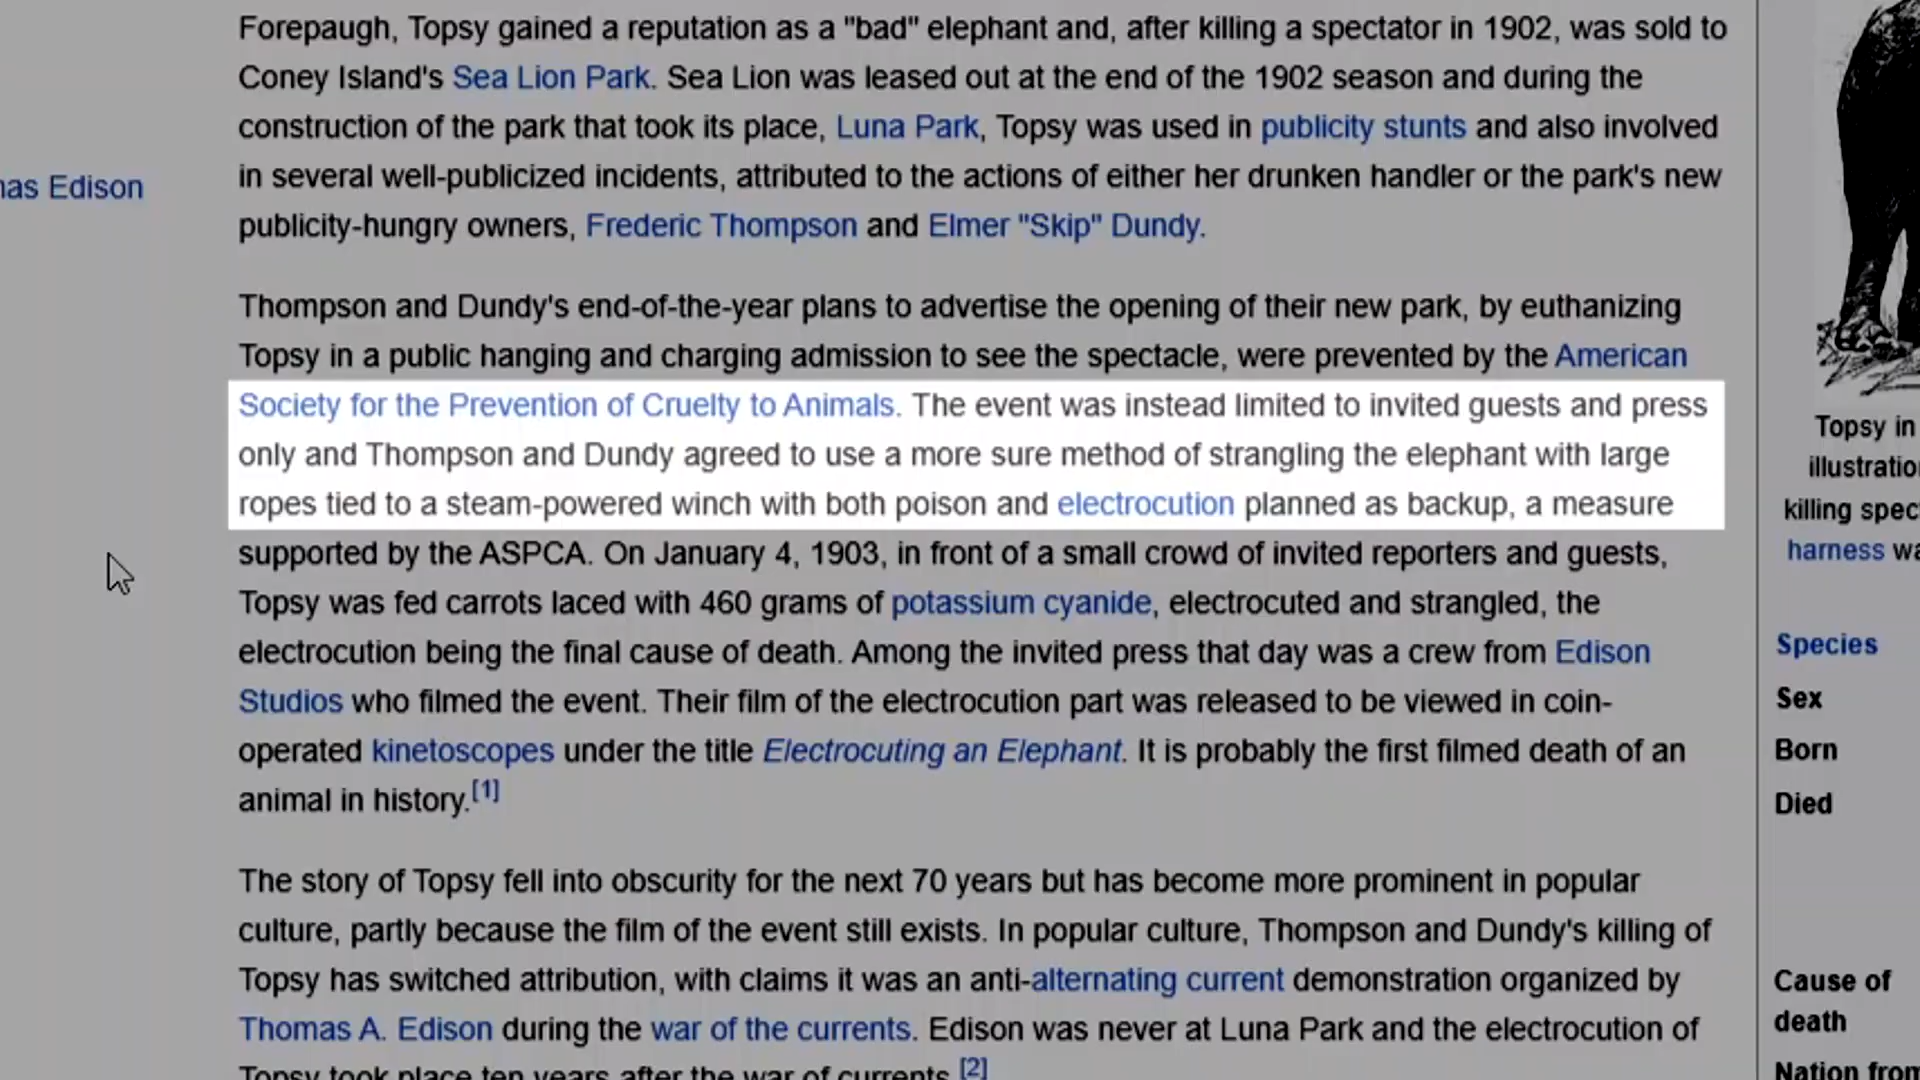 Forepaugh, Topsy gained a reputation as a "bad" elephant and, after killing a spectator in 1902, was sold to
Coney Island's Sea Lion Park. Sea Lion was leased out at the end of the 1902 season and during the
construction of the park that took its place, Luna Park, Topsy was used in publicity stunts and also involved
in several well-publicized incidents, attributed to the actions of either her drunken handler or the park's new
publicity-hungry owners, Frederic Thompson and Elmer "Skip" Dundy.
Edison
Thompson and Dundy's end-of-the-year plans to advertise the opening of their new park, by euthanizing
Topsy in a public hanging and charging admission to see the spectacle, were prevented by the American
Society for the Prevention of Cruelty to Animals. The event was instead limited to invited guests and press
only and Thompson and Dundy agreed to use a more sure method of strangling the elephant with large
ropes tied to a steam-powered winch with both poison and electrocution planned as backup, a measure
supported by the ASPCA. On January 4, 1903, in front of a small crowd of invited reporters and guests,
Topsy was fed carrots laced with 460 grams of potassium cyanide, electrocuted and strangled, the
electrocution being the final cause of death. Among the invited press that day was a crew from Edison
Studios who filmed the event. Their film of the electrocution part was released to be viewed in coin-
operated kinetoscopes under the title Electrocuting an Elephant. It is probably the first filmed death of an
animal in history.[1]
The story of Topsy fell into obscurity for the next 70 years but has become more prominent in popular
culture, partly because the film of the event still exists. In popular culture, Thompson and Dundy's killing of
Topsy has switched attribution, with claims it was an anti-alternating current demonstration organized by
Thomas A. Edison during the war of the currents. Edison was never at Luna Park and the electrocution of
Topsy took place ten years after the war of currents.[2]
Topsy in
killing
harness
Species
Sex
Born
Died
Cause of
death
Nation from